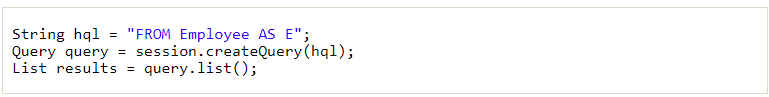 String hql = "FROM Employee AS E";
Query query = session.createQuery(hql);
List results = query.list();